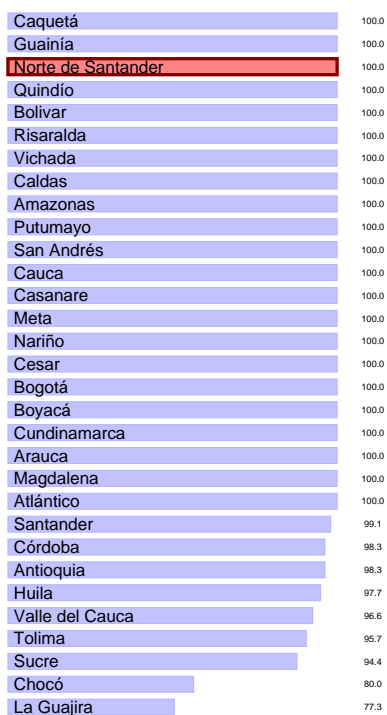 Caquetá 100.0
Guainía 100.0
Norte de Santander 100.0
Quindío 100.0
Bolivar 100.0
Risaralda 100.0
Vichada 100.0
Caldas 100.0
Amazonas 100.0
Putumayo 100.0
San Andrés 100.0
Cauca 100.0
Casanare 100.0
Meta 100.0
Nariño 100.0
Cesar 100.0
Bogotá 100.0
Boyacá 100.0
Cundinamarca 100.0
Arauca 100.0
Magdalena 100.0
Atlántico 100.0
Santander 99.1
Córdoba 98.3
Antioquia 98.3
Huila 97.7
Valle del Cauca 96.6
Tolima 95.7
Sucre 94.4
Chocó 80.0
La Guajira 77.3